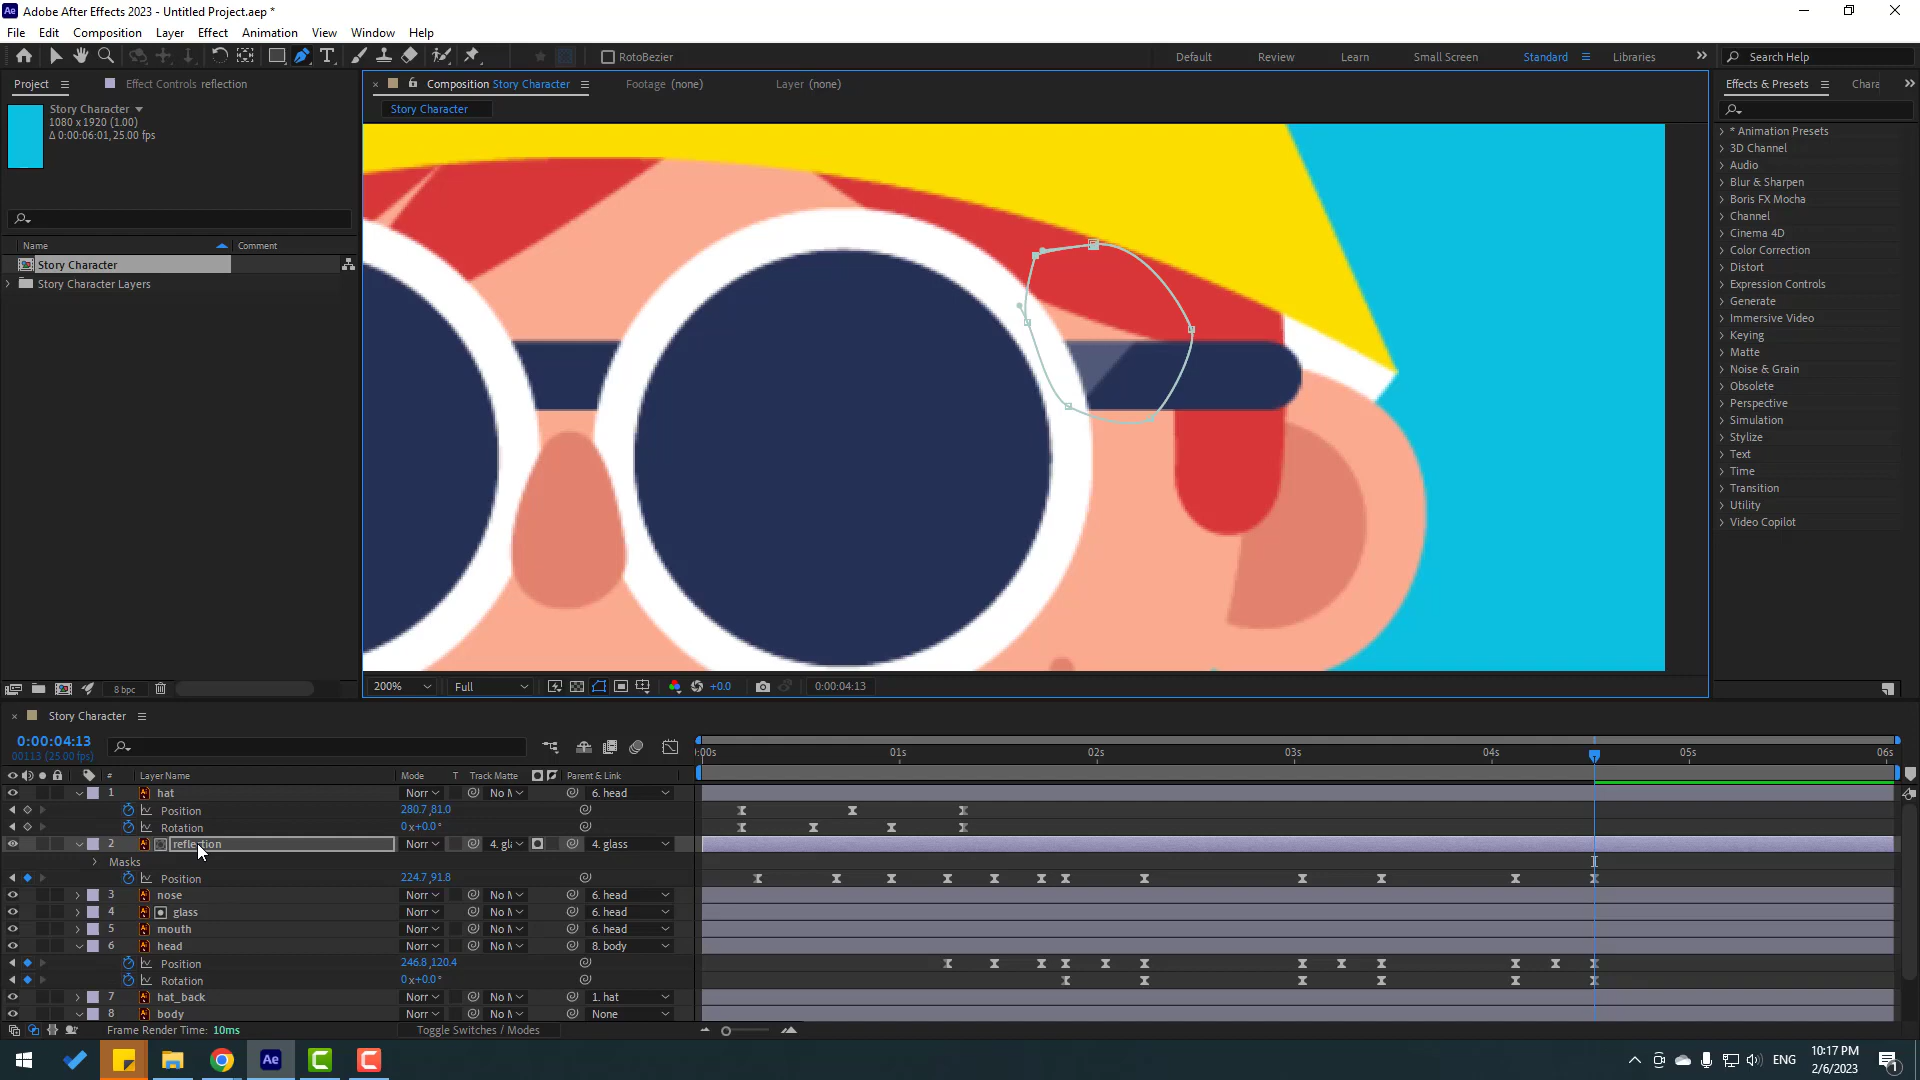 Adobe After Effects 2023 - Untitled Project.aep *
File Edit Composition Layer Effect Animation View Window Help
RotoBezier
Default Review Learn Small Screen Standard Libraries Search Help
Project Effect Controls reflection
Composition Story Character Footage (none) Layer (none)
Effects & Presets Chara
Story Character
1080 x 1920 (1.00)
Δ 0:00:06:01, 25.00 fps
Story Character
Name Comment
Story Character
Story Character Layers
* Animation Presets
3D Channel
Audio
Blur & Sharpen
Boris FX Mocha
Channel
Cinema 4D
Color Correction
Distort
Expression Controls
Generate
Immersive Video
Keying
Matte
Noise & Grain
Obsolete
Perspective
Simulation
Stylize
Text
Time
Transition
Utility
Video Copilot
8 bpc
200% Full +0.0 0:00:04:13
Story Character
0:00:04:13
00113 (25.00 fps)
:00s 01s 02s 03s 04s 05s 06s
# Layer Name Mode T Track Matte Parent & Link
1 hat Norr No M 6. head
Position 280.7,81.0
Rotation 0x+0.0°
2 reflection Norr 4. gla 4. glass
Masks
Position 224.7,91.8
3 nose Norr No M 6. head
4 glass Norr No M 6. head
5 mouth Norr No M 6. head
6 head Norr No M 8. body
Position 246.8,120.4
Rotation 0x+0.0°
7 hat_back Norr No M 1. hat
8 body Norr No M None
Frame Render Time: 10ms Toggle Switches / Modes
Ae
ENG
10:17 PM
2/6/2023
1